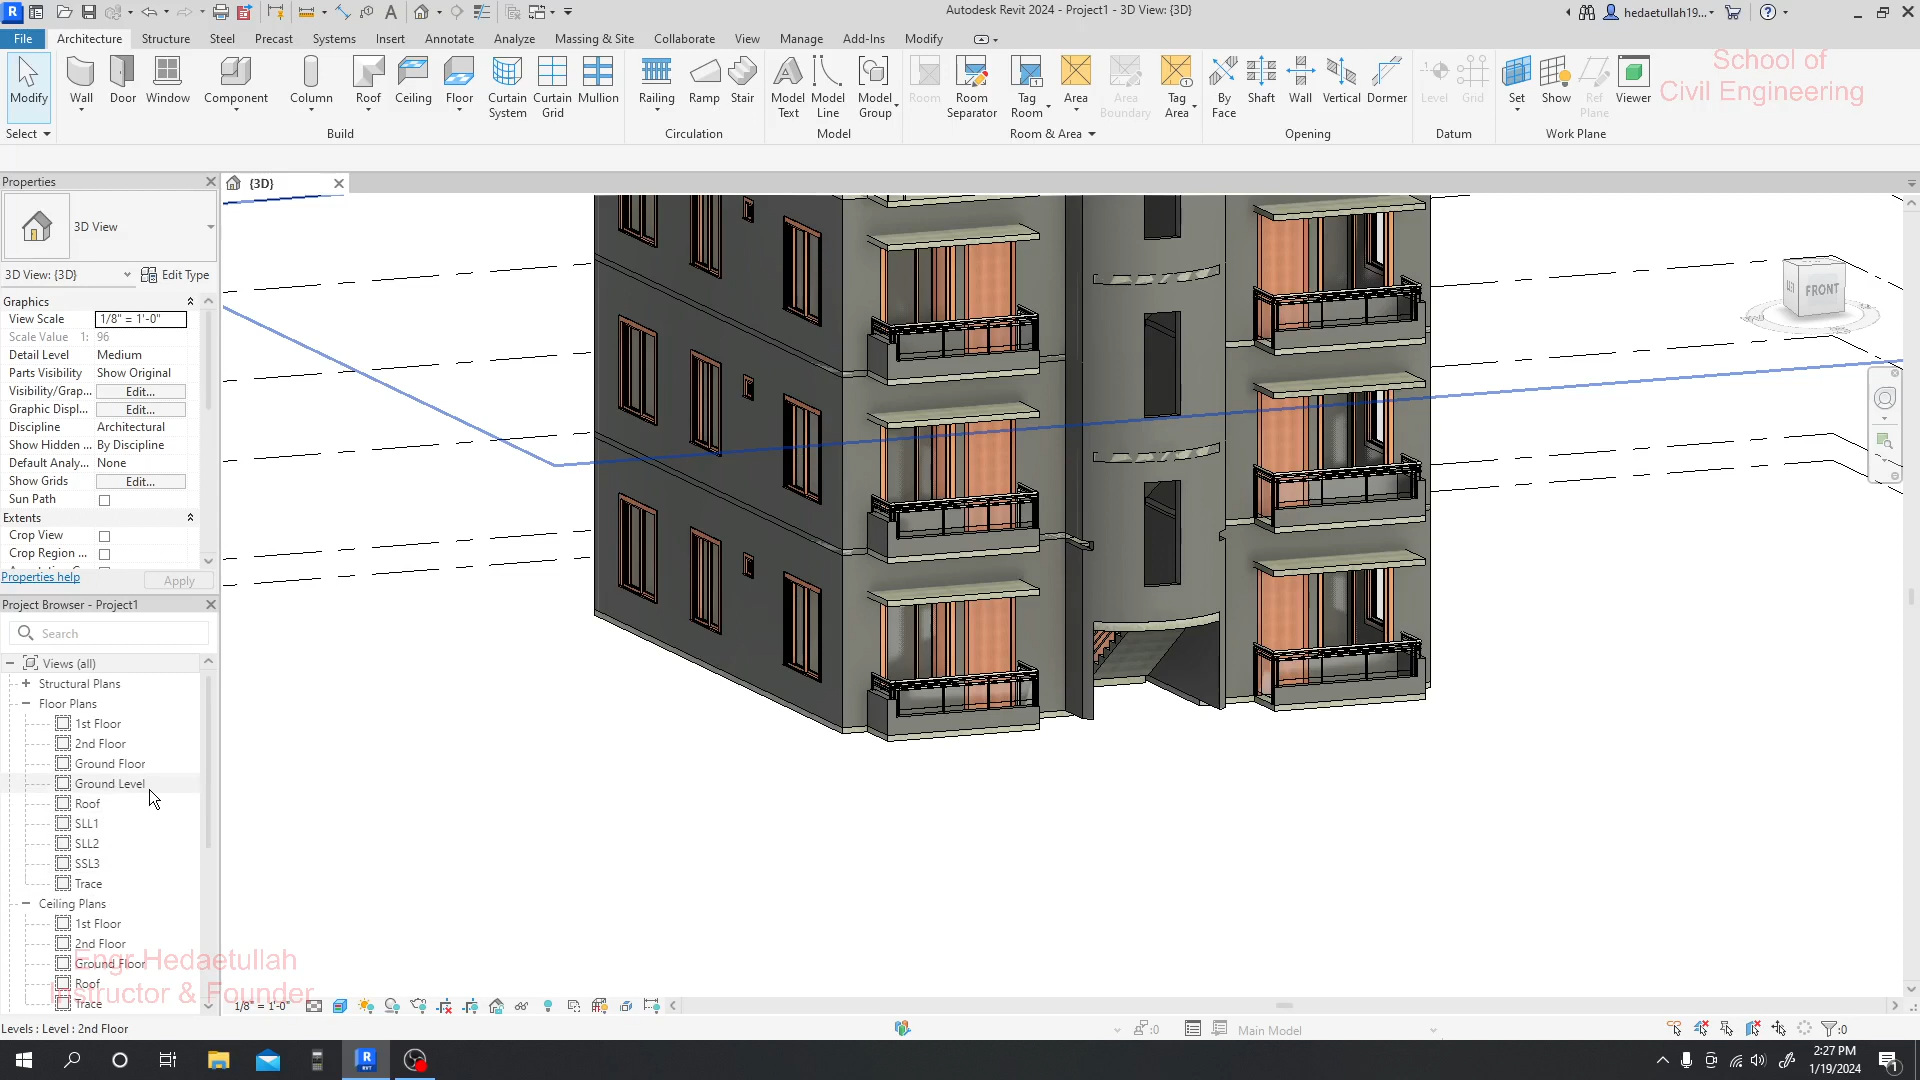 Autodesk Revit 2024 - Project1 - 3D View: {3D}
hedaetullah19...
File Architecture Structure Steel Precast Systems Insert Annotate Analyze Massing & Site Collaborate View Manage Add-Ins Modify
School of
Civil Engineering
Modify Wall Door Window Component Column Roof Ceiling Floor Curtain System Curtain Grid Mullion Railing Ramp Stair Model Text Model Line Model Group Room Room Separator Tag Room Area Area Boundary Tag Area By Face Shaft Wall Vertical Dormer Level Grid Set Show Ref Plane Viewer
Select Build Circulation Model Room & Area Opening Datum Work Plane
Properties
{3D}
3D View
3D View: {3D} Edit Type
Graphics
View Scale 1/8" = 1'-0"
Scale Value 1: 96
Detail Level Medium
Parts Visibility Show Original
Visibility/Grap... Edit...
Graphic Displ... Edit...
Discipline Architectural
Show Hidden ... By Discipline
Default Analy... None
Show Grids Edit...
Sun Path
Extents
Crop View
Crop Region ...
Properties help Apply
FRONT
Project Browser - Project1
Search
Views (all)
Structural Plans
Floor Plans
1st Floor
2nd Floor
Ground Floor
Ground Level
Roof
SLL1
SLL2
SSL3
Trace
Ceiling Plans
1st Floor
2nd Floor
Ground Floor
Roof
Trace
Engr Hedaetullah
Instructor & Founder
1/8" = 1'-0"
Levels : Level : 2nd Floor
:0
Main Model
:0
2:27 PM
1/19/2024